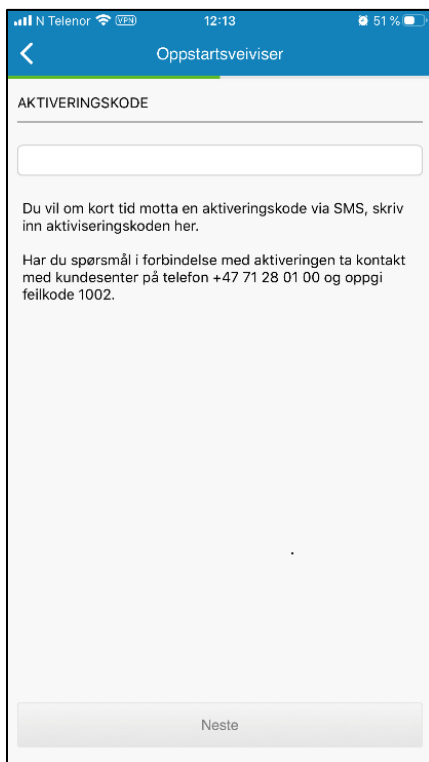 N Telenor VPN 12:13 51 %
Oppstartsveiviser
AKTIVERINGSKODE
Du vil om kort tid motta en aktiveringskode via SMS, skriv
inn aktiviseringskoden her.
Har du spørsmål i forbindelse med aktiveringen ta kontakt
med kundesenter på telefon +47 71 28 01 00 og oppgi
feilkode 1002.
Neste